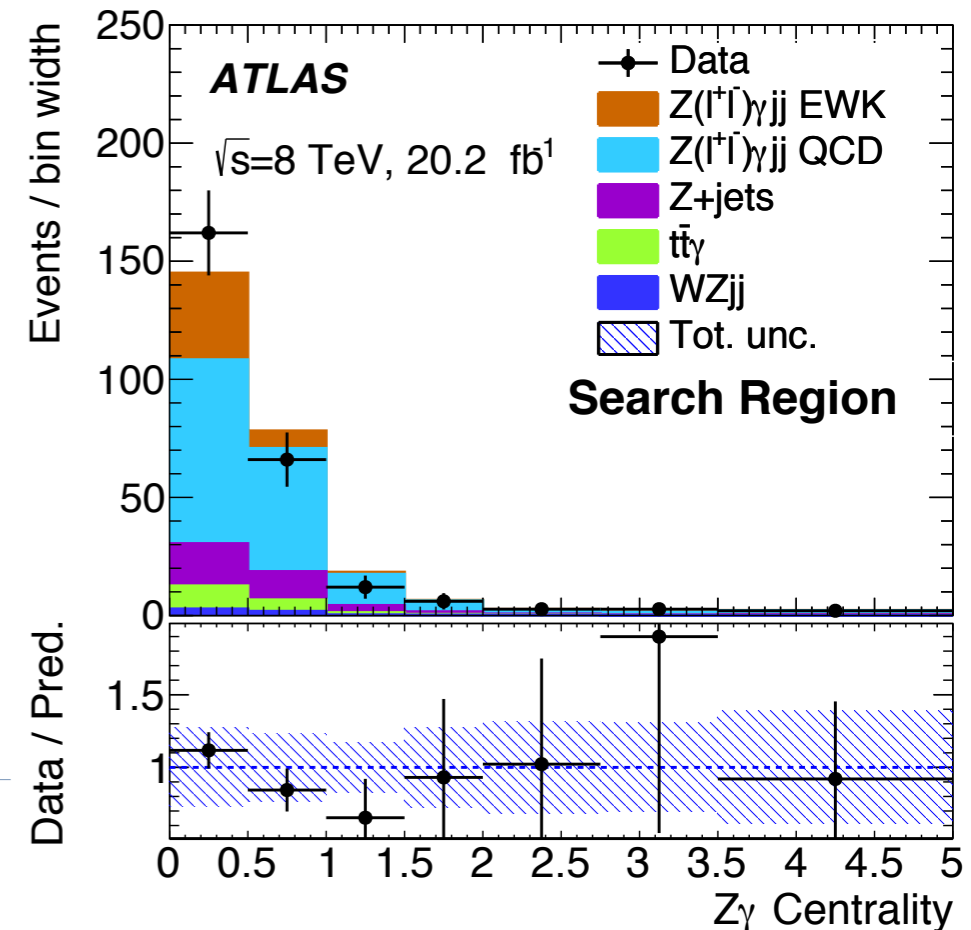 Events / bin width
250
200
150
100
50
0
ATLAS
√s=8 TeV, 20.2 fb⁻¹
Data
Z(l⁺l⁻)γjj EWK
Z(l⁺l⁻)γjj QCD
Z+jets
tt̄γ
WZjj
Tot. unc.
Search Region
Data / Pred.
1.5
1
0 0.5 1 1.5 2 2.5 3 3.5 4 4.5 5
Zγ Centrality